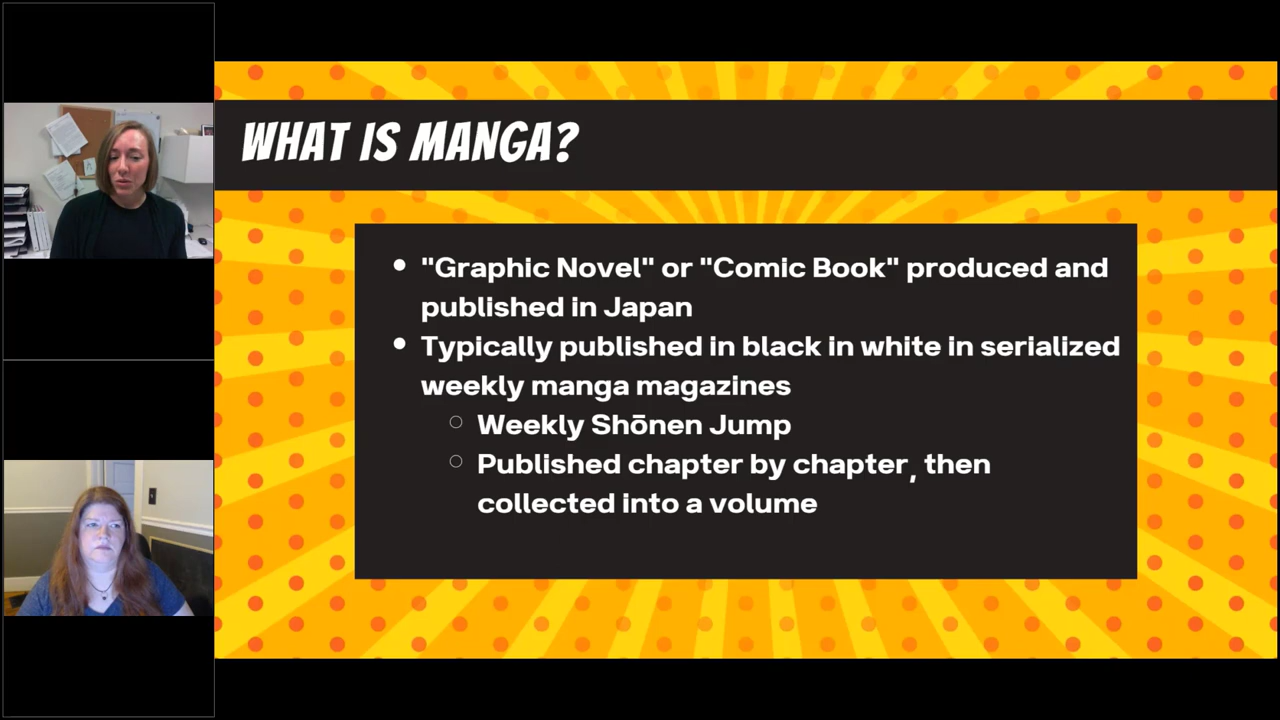 WHAT IS MANGA?
• "Graphic Novel" or "Comic Book" produced and
published in Japan
• Typically published in black in white in serialized
weekly manga magazines
○ Weekly Shōnen Jump
○ Published chapter by chapter, then
collected into a volume